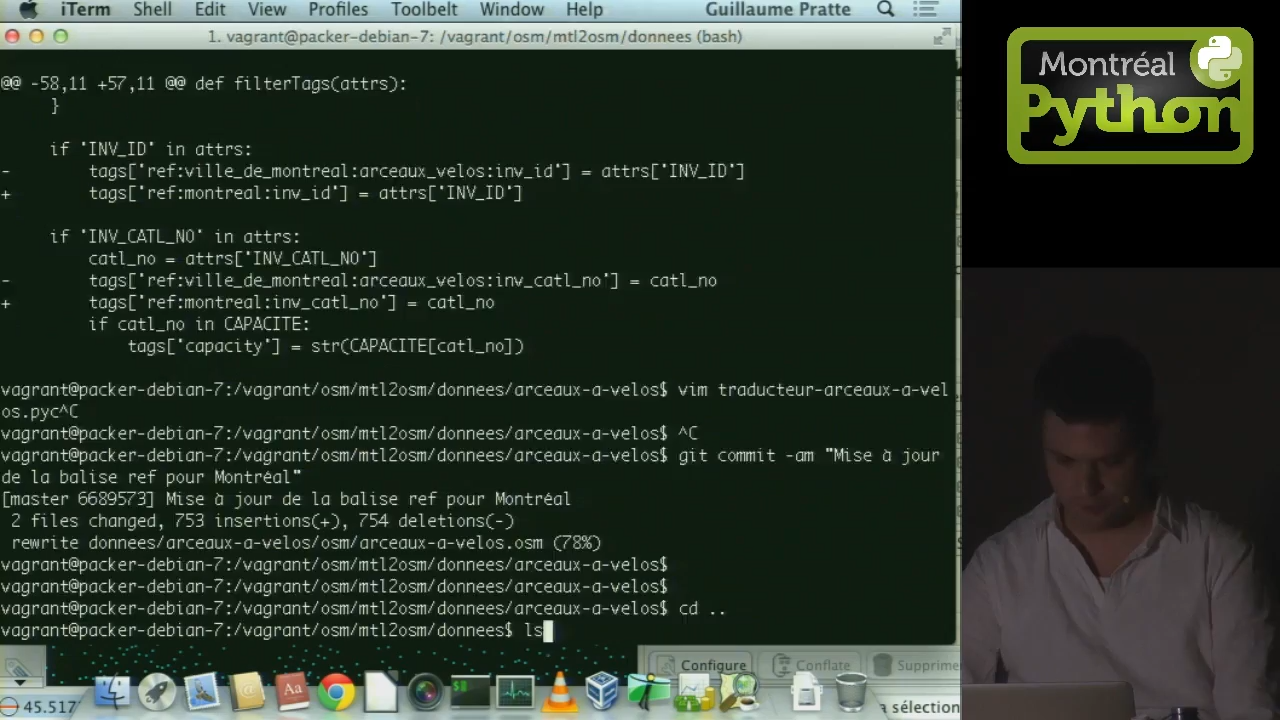 iTerm Shell Edit View Profiles Toolbelt Window Help Guillaume Pratte
1. vagrant@packer-debian-7: /vagrant/osm/mtl2osm/donnees (bash)
@@ -58,11 +57,11 @@ def filterTags(attrs):
}
if 'INV_ID' in attrs:
- tags['ref:ville_de_montreal:arceaux_velos:inv_id'] = attrs['INV_ID']
+ tags['ref:montreal:inv_id'] = attrs['INV_ID']
if 'INV_CATL_NO' in attrs:
catl_no = attrs['INV_CATL_NO']
- tags['ref:ville_de_montreal:arceaux_velos:inv_catl_no'] = catl_no
+ tags['ref:montreal:inv_catl_no'] = catl_no
if catl_no in CAPACITE:
tags['capacity'] = str(CAPACITE[catl_no])
vagrant@packer-debian-7:/vagrant/osm/mtl2osm/donnees/arceaux-a-velos$ vim traducteur-arceaux-a-vel
os.pyc^C
vagrant@packer-debian-7:/vagrant/osm/mtl2osm/donnees/arceaux-a-velos$ ^C
vagrant@packer-debian-7:/vagrant/osm/mtl2osm/donnees/arceaux-a-velos$ git commit -am "Mise à jour
de la balise ref pour Montréal"
[master 6689573] Mise à jour de la balise ref pour Montréal
2 files changed, 753 insertions(+), 754 deletions(-)
rewrite donnees/arceaux-a-velos/osm/arceaux-a-velos.osm (78%)
vagrant@packer-debian-7:/vagrant/osm/mtl2osm/donnees/arceaux-a-velos$
vagrant@packer-debian-7:/vagrant/osm/mtl2osm/donnees/arceaux-a-velos$
vagrant@packer-debian-7:/vagrant/osm/mtl2osm/donnees/arceaux-a-velos$ cd ..
vagrant@packer-debian-7:/vagrant/osm/mtl2osm/donnees$ ls
Configure Conflate Supprime
45.517
a sélection
Montréal
Python